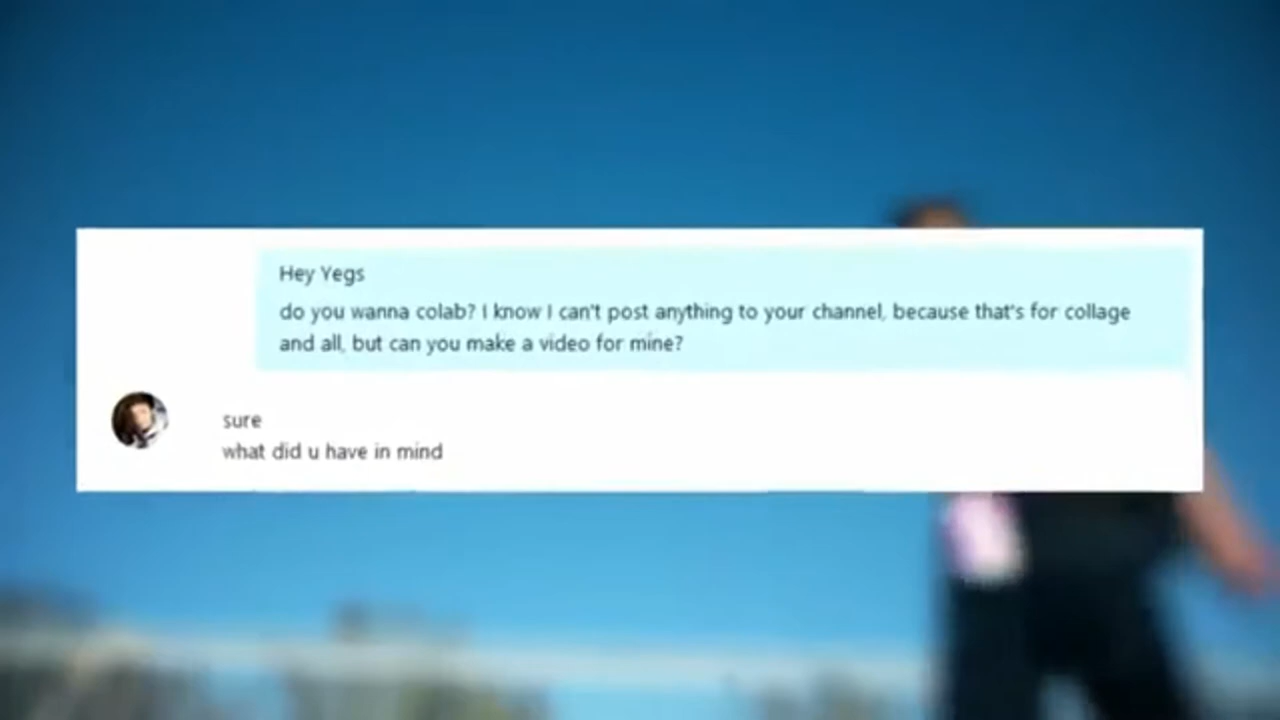 Hey Yegs
do you wanna colab? I know I can't post anything to your channel, because that's for collage
and all, but can you make a video for mine?
sure
what did u have in mind